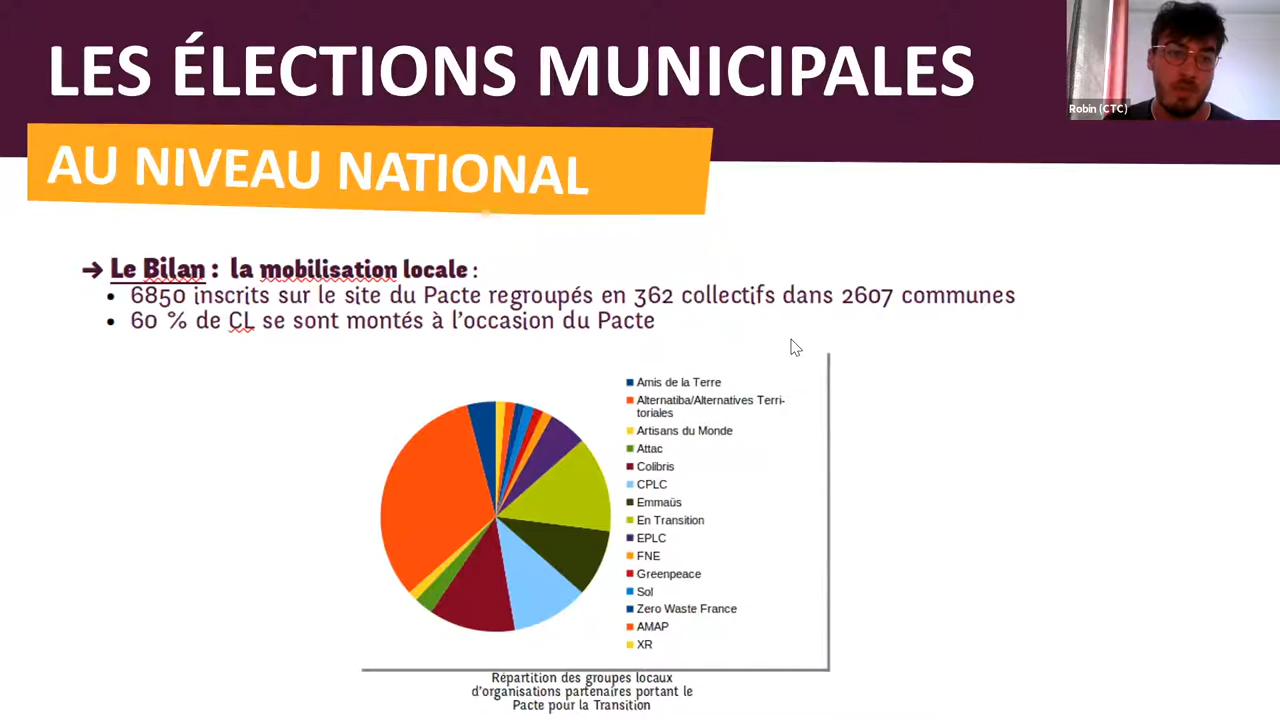 LES ÉLECTIONS MUNICIPALES
Robin (CTC)
AU NIVEAU NATIONAL
→ Le Bilan : la mobilisation locale :
• 6850 inscrits sur le site du Pacte regroupés en 362 collectifs dans 2607 communes
• 60 % de CL se sont montés à l’occasion du Pacte
Amis de la Terre
Alternatiba/Alternatives Terri-
toriales
Artisans du Monde
Attac
Colibris
CPLC
Emmaüs
En Transition
EPLC
FNE
Greenpeace
Sol
Zero Waste France
AMAP
XR
Répartition des groupes locaux
d’organisations partenaires portant le
Pacte pour la Transition